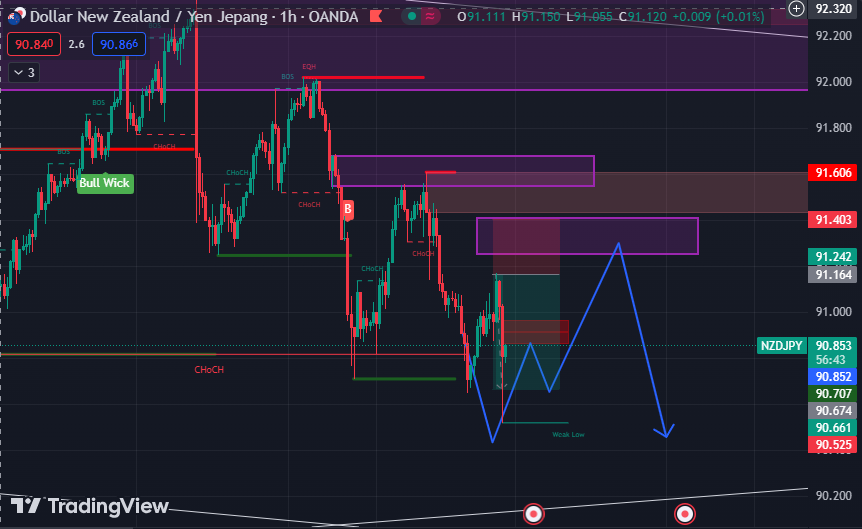 Dollar New Zealand / Yen Jepang · 1h · OANDA O91.111 H91.150 L91.055 C91.120 +0.009 (+0.01%)
90.840 2.6 90.866
3
92.320
92.200
92.000
91.800
91.606
91.403
91.242
91.164
91.000
NZDJPY 90.853
56:43
90.852
90.707
90.674
90.661
90.525
90.200
EQH
BOS
BOS
CHoCH
BOS
Bull Wick
CHoCH
CHoCH
B
CHoCH
CHoCH
CHoCH
Weak Low
TradingView